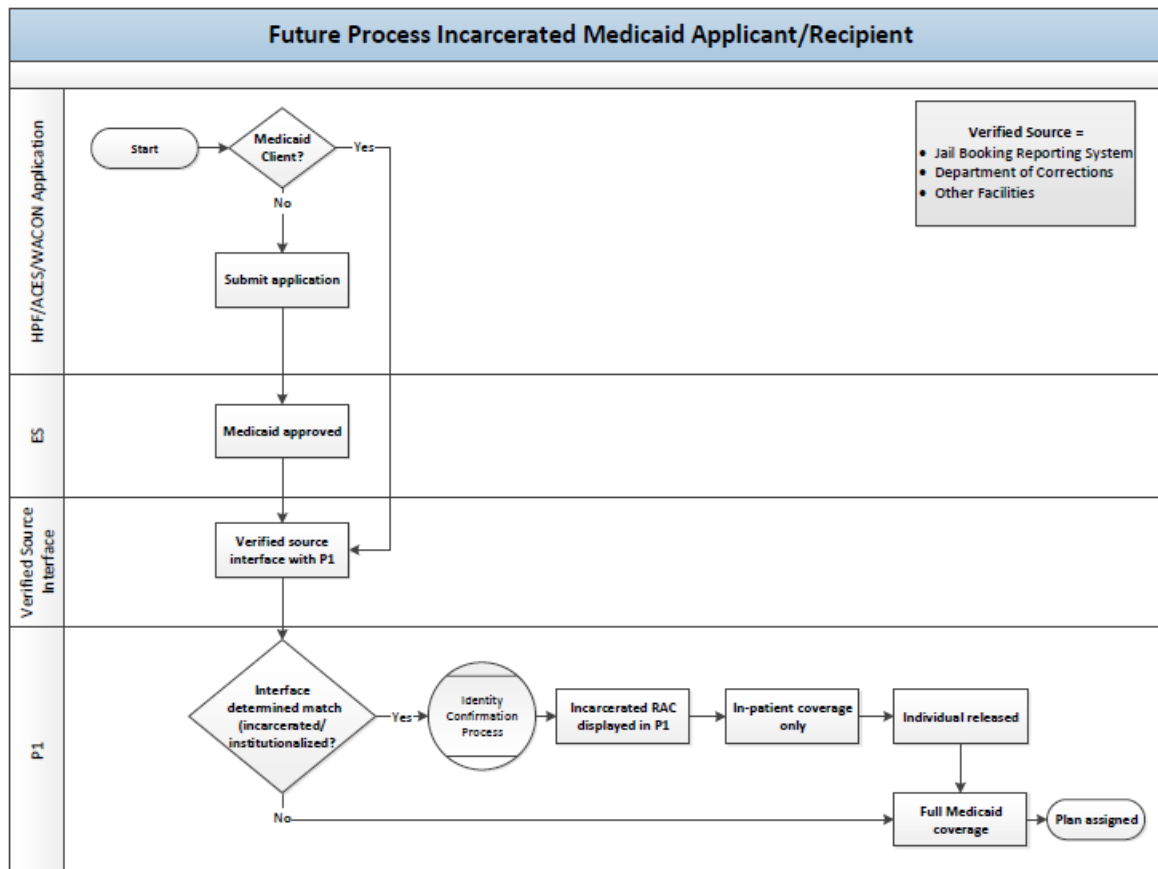 Future Process Incarcerated Medicaid Applicant/Recipient
HPF/ACES/WACON Application
Start
Medicaid
Client?
Yes
No
Submit application
Verified Source =
• Jail Booking Reporting System
• Department of Corrections
• Other Facilities
ES
Medicaid approved
Verified Source
Interface
Verified source
interface with P1
P1
Interface
determined match
(incarcerated/
institutionalized?
Yes
Identity
Confirmation
Process
Incarcerated RAC
displayed in P1
In-patient coverage
only
Individual released
No
Full Medicaid
coverage
Plan assigned